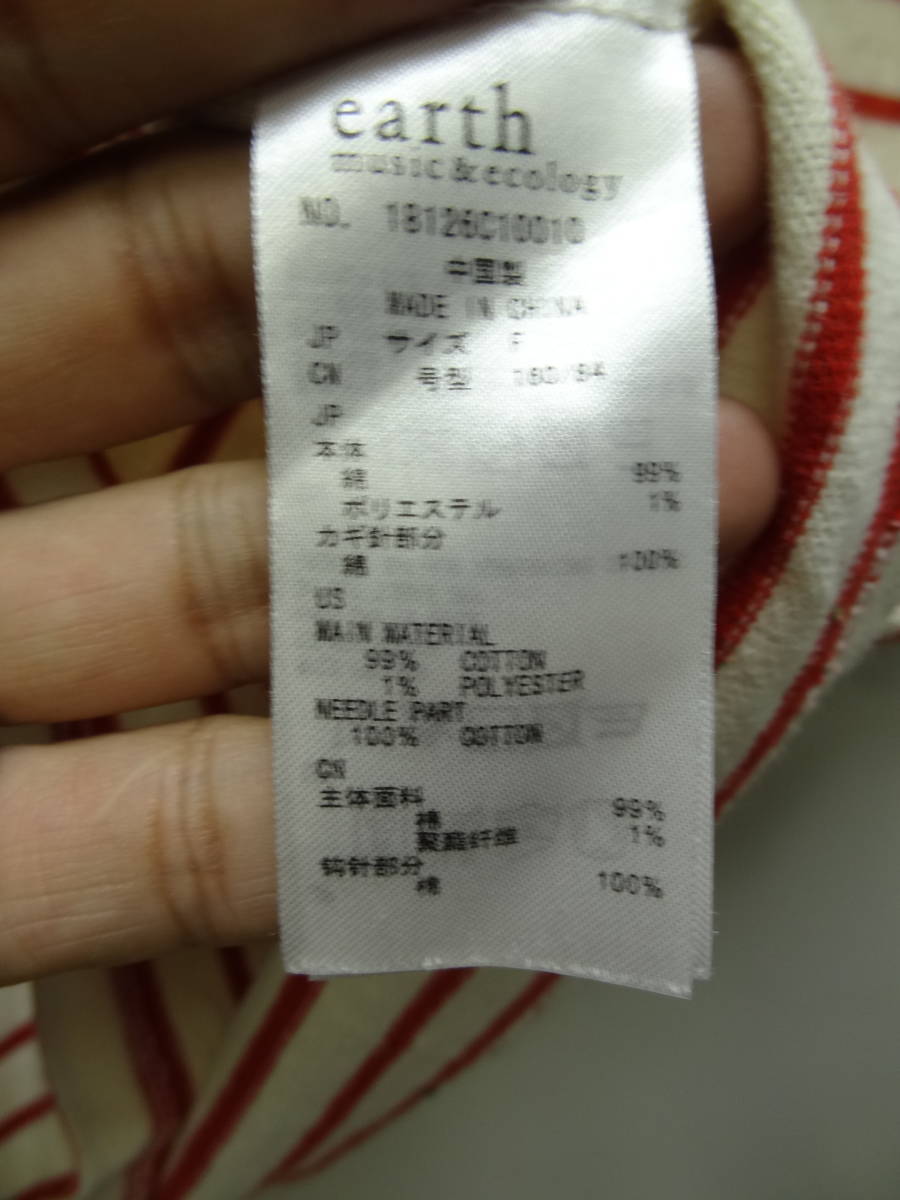 earth
music&ecology
NO. 18126C10010
中国製
MADE IN CHINA
JP サイズ F
CN 号型 160/84
JP
本体
綿 99%
ポリエステル 1%
カギ針部分
綿 100%
US
MAIN MATERIAL
99% COTTON
1% POLYESTER
NEEDLE PART
100% COTTON
CN
主体面料
棉 99%
聚酯纤维 1%
钩针部分
棉 100%